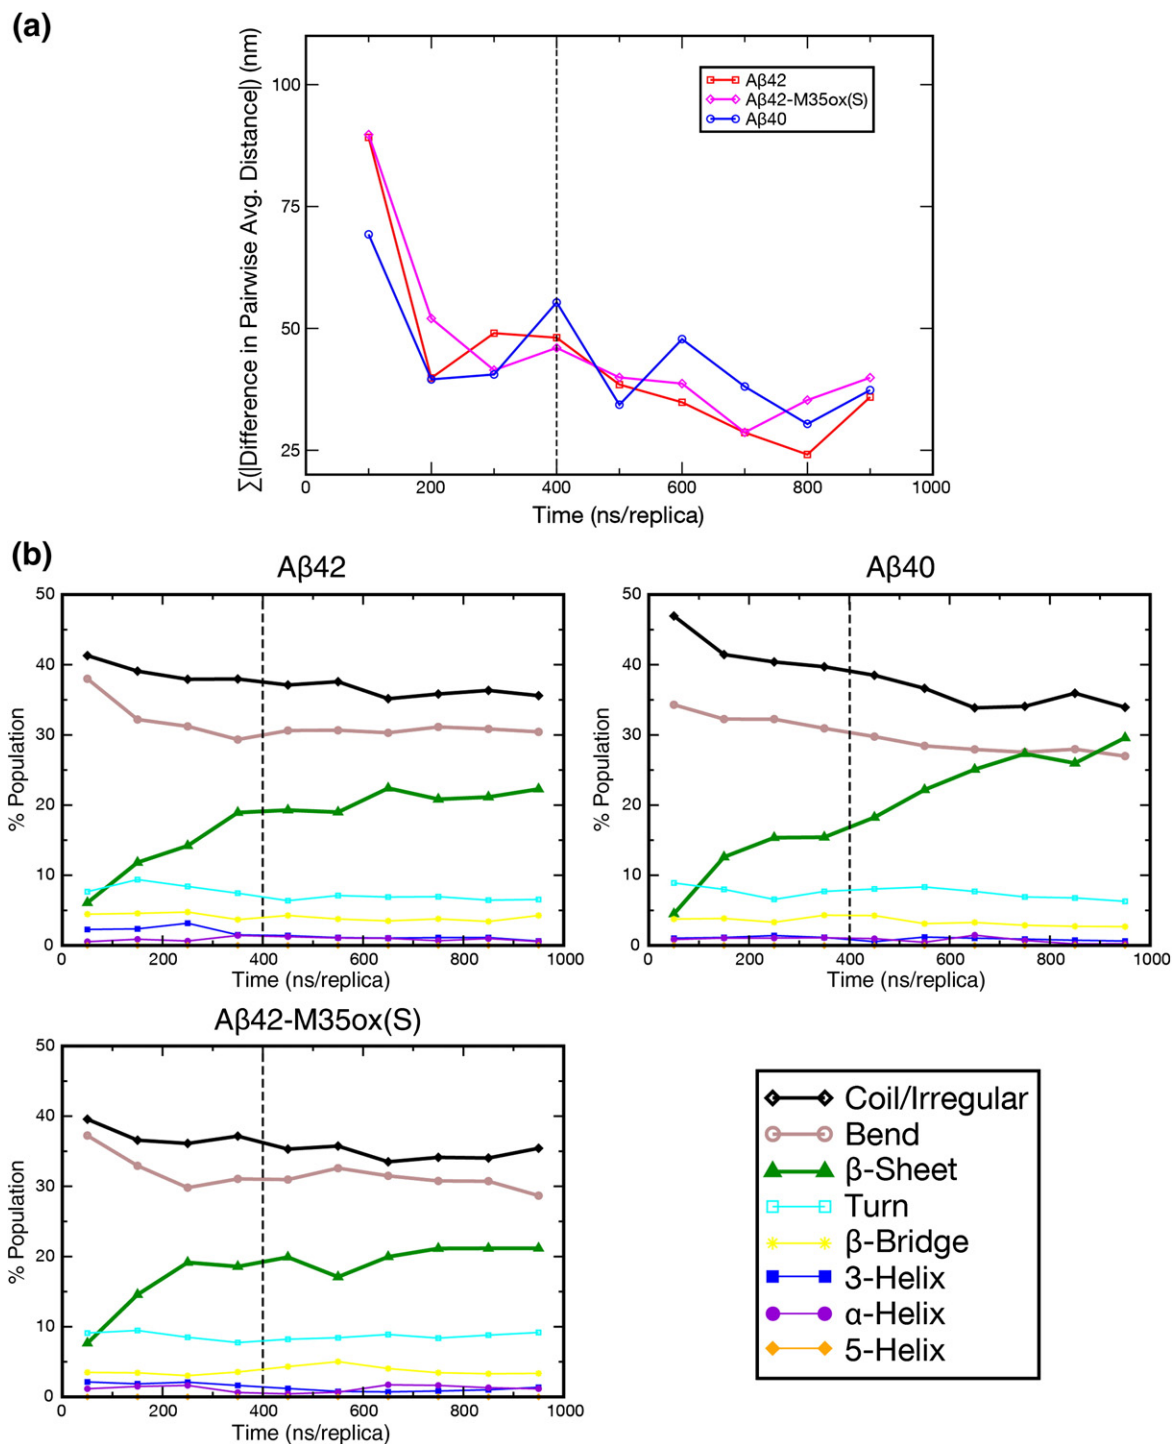 (a)
∑(|Difference in Pairwise Avg. Distance|) (nm)
100
75
50
25
Aβ42
Aβ42-M35ox(S)
Aβ40
0 200 400 600 800 1000
Time (ns/replica)
(b)
Aβ42
% Population
50
40
30
20
10
0
0 200 400 600 800 1000
Time (ns/replica)
Aβ40
% Population
50
40
30
20
10
0
0 200 400 600 800 1000
Time (ns/replica)
Aβ42-M35ox(S)
% Population
50
40
30
20
10
0
0 200 400 600 800 1000
Time (ns/replica)
Coil/Irregular
Bend
β-Sheet
Turn
β-Bridge
3-Helix
α-Helix
5-Helix